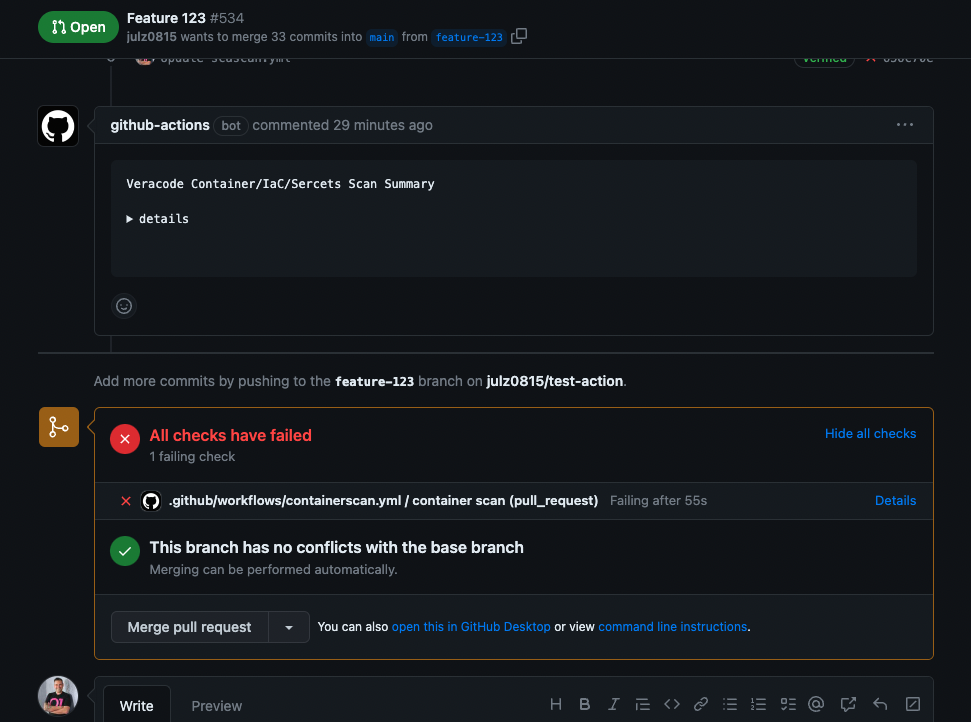 Open
Feature 123 #534
julz0815 wants to merge 33 commits into main from feature-123
github-actions bot commented 29 minutes ago
Veracode Container/IaC/Sercets Scan Summary
details
Add more commits by pushing to the feature-123 branch on julz0815/test-action.
All checks have failed
Hide all checks
1 failing check
.github/workflows/containerscan.yml / container scan (pull_request) Failing after 55s Details
This branch has no conflicts with the base branch
Merging can be performed automatically.
Merge pull request
You can also open this in GitHub Desktop or view command line instructions.
Write Preview